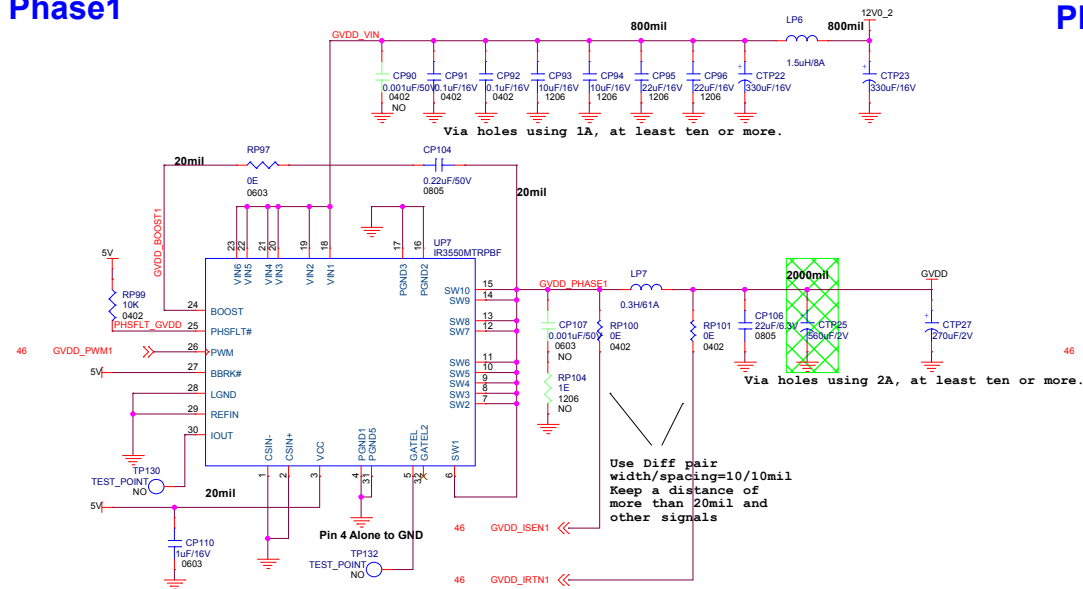 Phase1
Pl
GVDD_VIN
800mil
LP6
1.5uH/8A
800mil
12V0_2
CP90
0.001uF/50V
0402
NO
CP91
0.1uF/16V
0402
CP92
0.1uF/16V
0402
CP93
10uF/16V
1206
CP94
10uF/16V
1206
CP95
22uF/16V
1206
CP96
22uF/16V
1206
CTP22
330uF/16V
CTP23
330uF/16V
Via holes using 1A, at least ten or more.
20mil
RP97
0E
0603
CP104
0.22uF/50V
0805
20mil
GVDD_BOOST1
UP7
IR3550MTRPBF
23
22
21
20
19
18
17
16
VIN6
VIN5
VIN4
VIN3
VIN2
VIN1
PGND3
PGND2
5V
RP99
10K
0402
PHSFLT_GVDD
46
GVDD_PWM1
5V
24
BOOST
25
PHSFLT#
26
PWM
27
BBRK#
28
LGND
29
REFIN
30
IOUT
SW10
15
SW9
14
SW8
13
SW7
12
SW6
11
SW5
10
SW4
9
SW3
8
SW2
7
CSIN-
CSIN+
VCC
PGND1
PGND5
GATEL
GATEL2
SW1
1
2
3
4
31
5
32
6
GVDD_PHASE1
LP7
0.3H/61A
CP107
0.001uF/50V
0603
NO
RP104
1E
1206
NO
RP100
0E
0402
RP101
0E
0402
CP106
22uF/6.3V
0805
2000mil
CTP25
560uF/2V
GVDD
CTP27
270uF/2V
46
Via holes using 2A, at least ten or more.
Use Diff pair
width/spacing=10/10mil
Keep a distance of
more than 20mil and
other signals
TP130
TEST_POINT
NO
20mil
5V
CP110
1uF/16V
0603
Pin 4 Alone to GND
TP132
TEST_POINT
NO
46
GVDD_ISEN1
46
GVDD_IRTN1